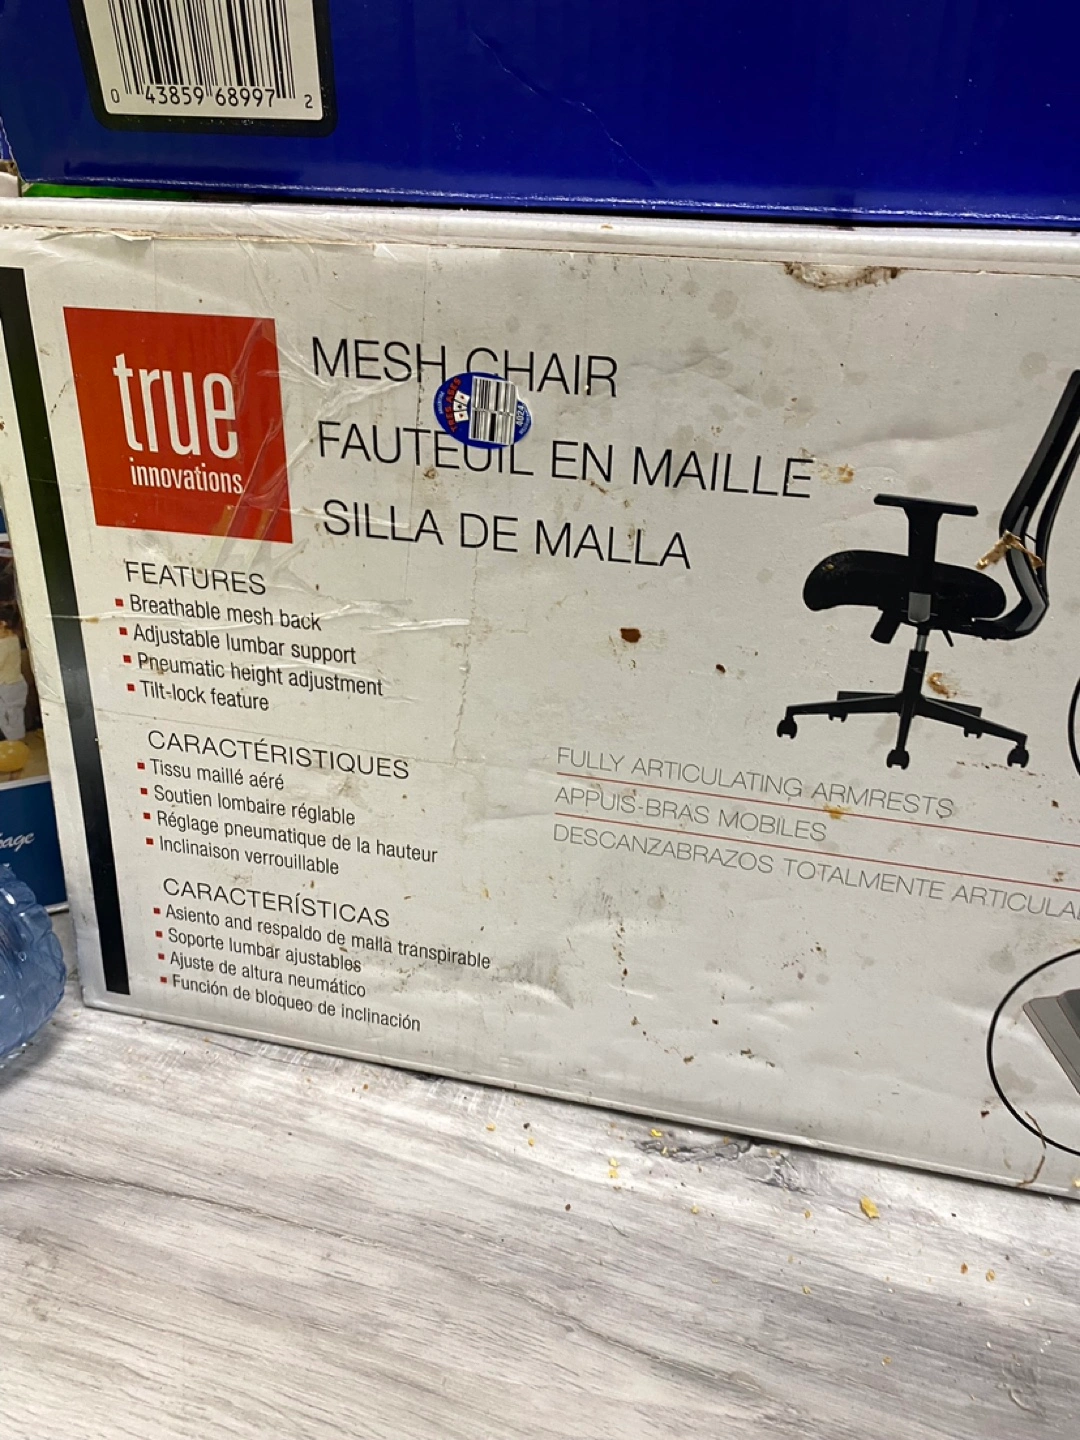 0 43859 68997 2
true
innovations
MESH CHAIR
FAUTEUIL EN MAILLE
SILLA DE MALLA
FEATURES
▪ Breathable mesh back
▪ Adjustable lumbar support
▪ Pneumatic height adjustment
▪ Tilt-lock feature
CARACTÉRISTIQUES
▪ Tissu maillé aéré
▪ Soutien lombaire réglable
▪ Réglage pneumatique de la hauteur
▪ Inclinaison verrouillable
CARACTERÍSTICAS
▪ Asiento and respaldo de malla transpirable
▪ Soporte lumbar ajustables
▪ Ajuste de altura neumático
▪ Función de bloqueo de inclinación
FULLY ARTICULATING ARMRESTS
APPUIS-BRAS MOBILES
DESCANZABRAZOS TOTALMENTE ARTICULA
4024